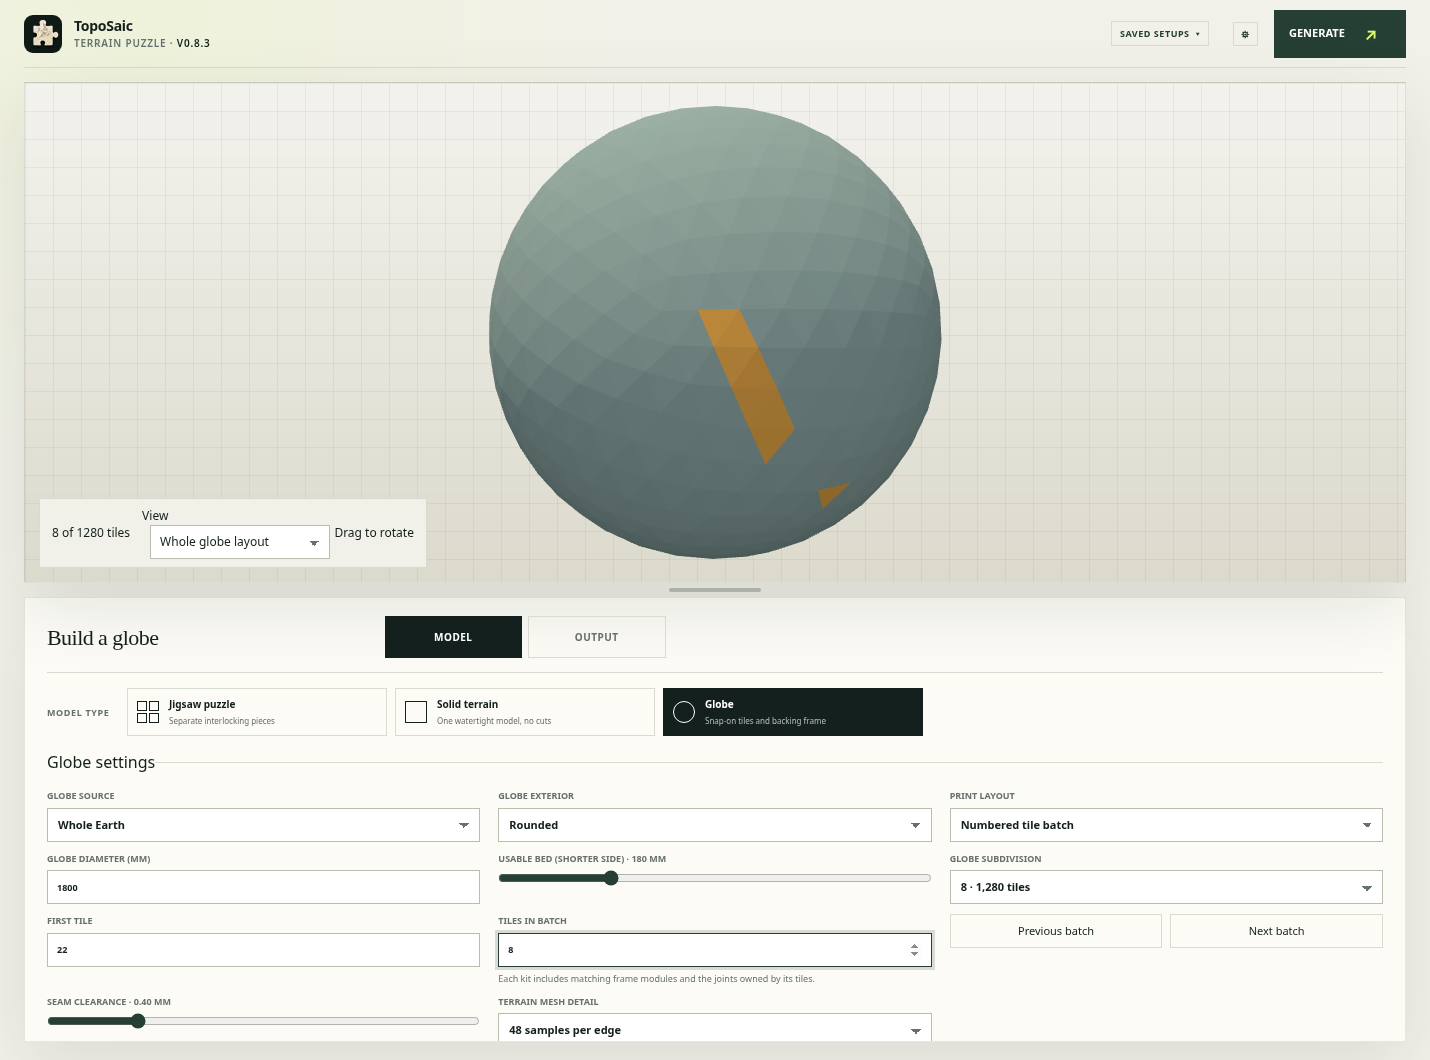 TopoSaic
TERRAIN PUZZLE · V0.8.3
SAVED SETUPS ▾
GENERATE
8 of 1280 tiles
View
Whole globe layout
Drag to rotate
Build a globe
MODEL
OUTPUT
MODEL TYPE
Jigsaw puzzle
Separate interlocking pieces
Solid terrain
One watertight model, no cuts
Globe
Snap-on tiles and backing frame
Globe settings
GLOBE SOURCE
Whole Earth
GLOBE EXTERIOR
Rounded
PRINT LAYOUT
Numbered tile batch
GLOBE DIAMETER (MM)
1800
USABLE BED (SHORTER SIDE) · 180 MM
GLOBE SUBDIVISION
8 · 1,280 tiles
FIRST TILE
22
TILES IN BATCH
8
Each kit includes matching frame modules and the joints owned by its tiles.
Previous batch
Next batch
SEAM CLEARANCE · 0.40 MM
TERRAIN MESH DETAIL
48 samples per edge